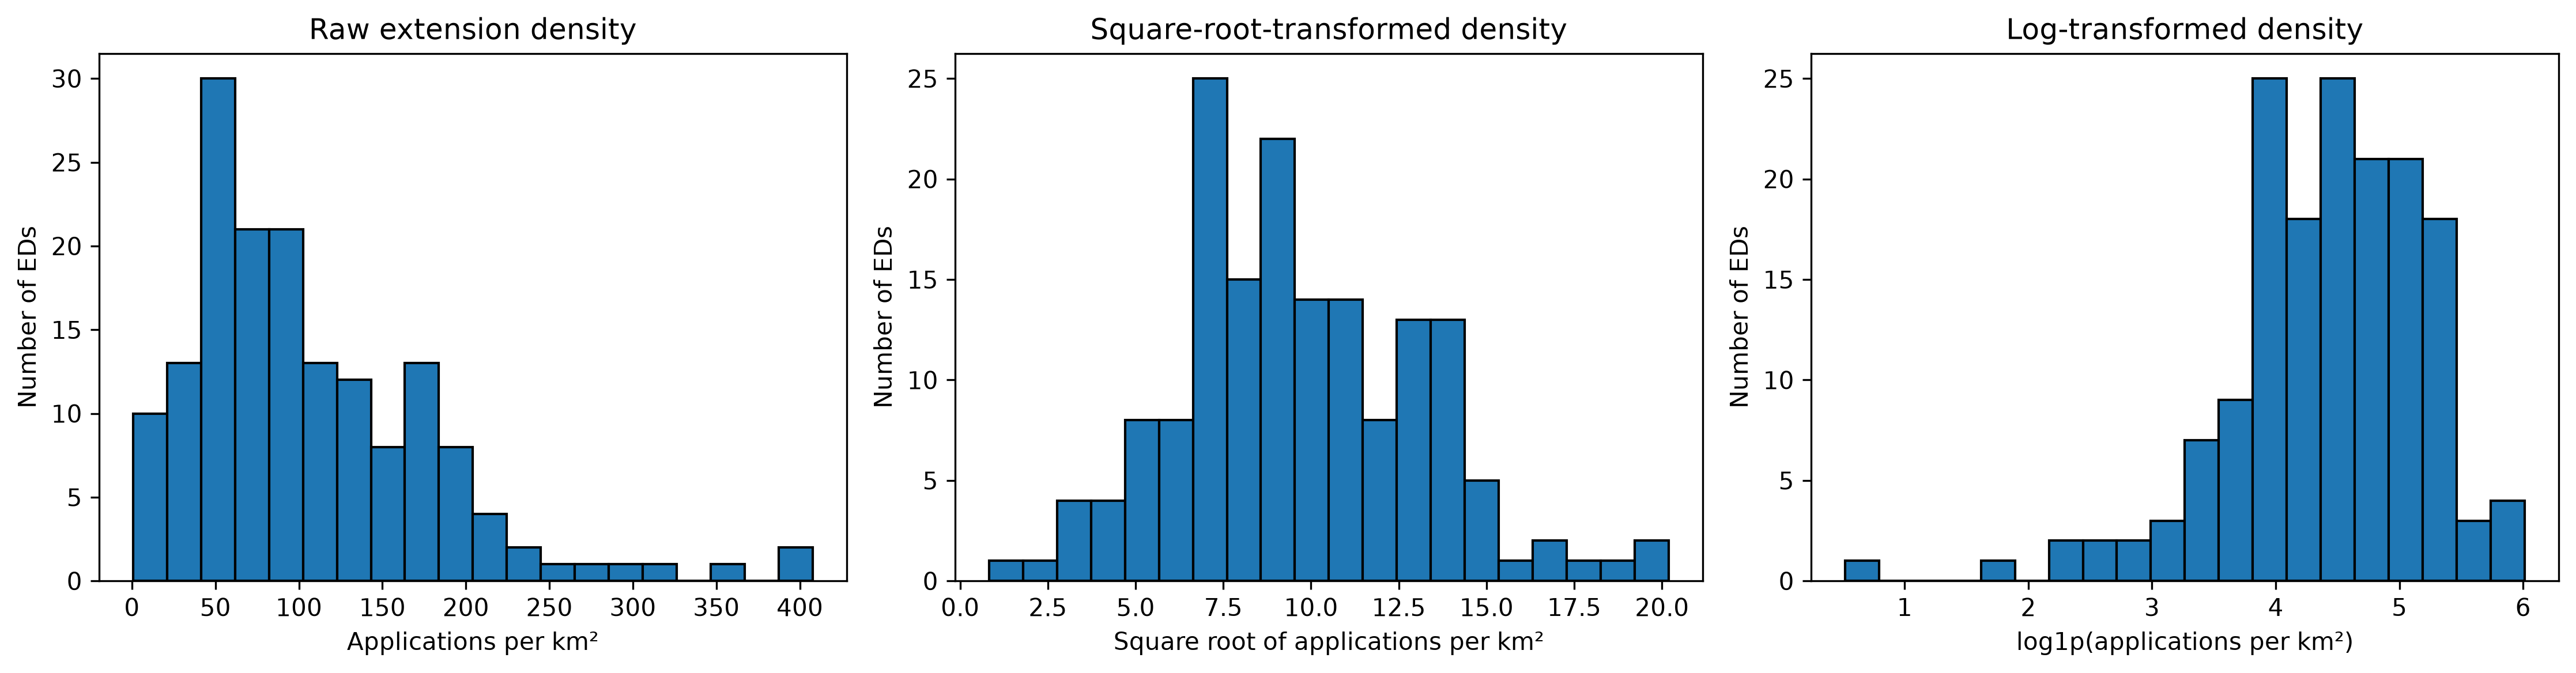 Raw extension density
Square-root-transformed density
Log-transformed density
Number of EDs
30
25
20
15
10
5
0
0 50 100 150 200 250 300 350 400
Applications per km²
Number of EDs
25
20
15
10
5
0
0.0 2.5 5.0 7.5 10.0 12.5 15.0 17.5 20.0
Square root of applications per km²
Number of EDs
25
20
15
10
5
0
1 2 3 4 5 6
log1p(applications per km²)